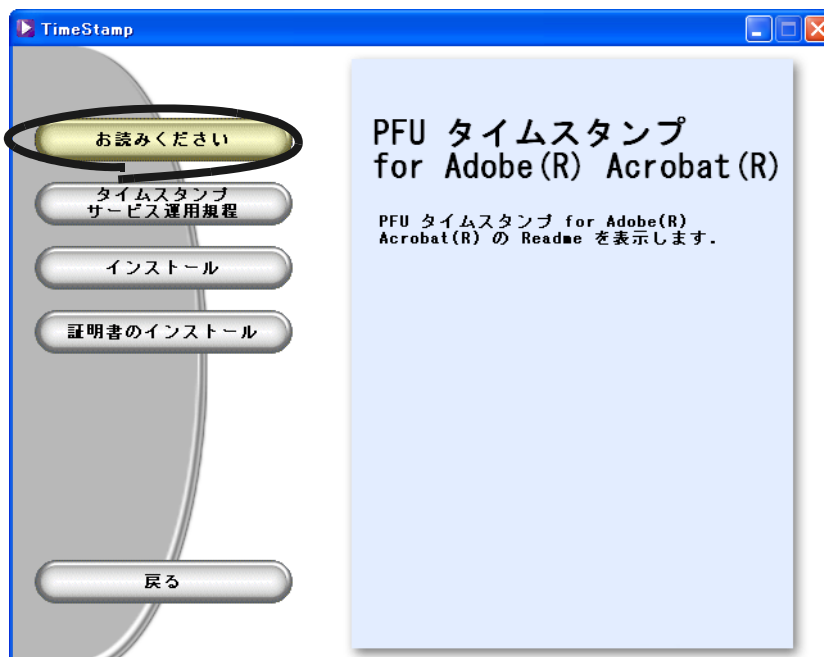 TimeStamp
お読みください
タイムスタンプ
サービス運用規程
インストール
証明書のインストール
戻る
PFU タイムスタンプ
for Adobe(R) Acrobat(R)
PFU タイムスタンプ for Adobe(R)
Acrobat(R) の Readme を表示します.